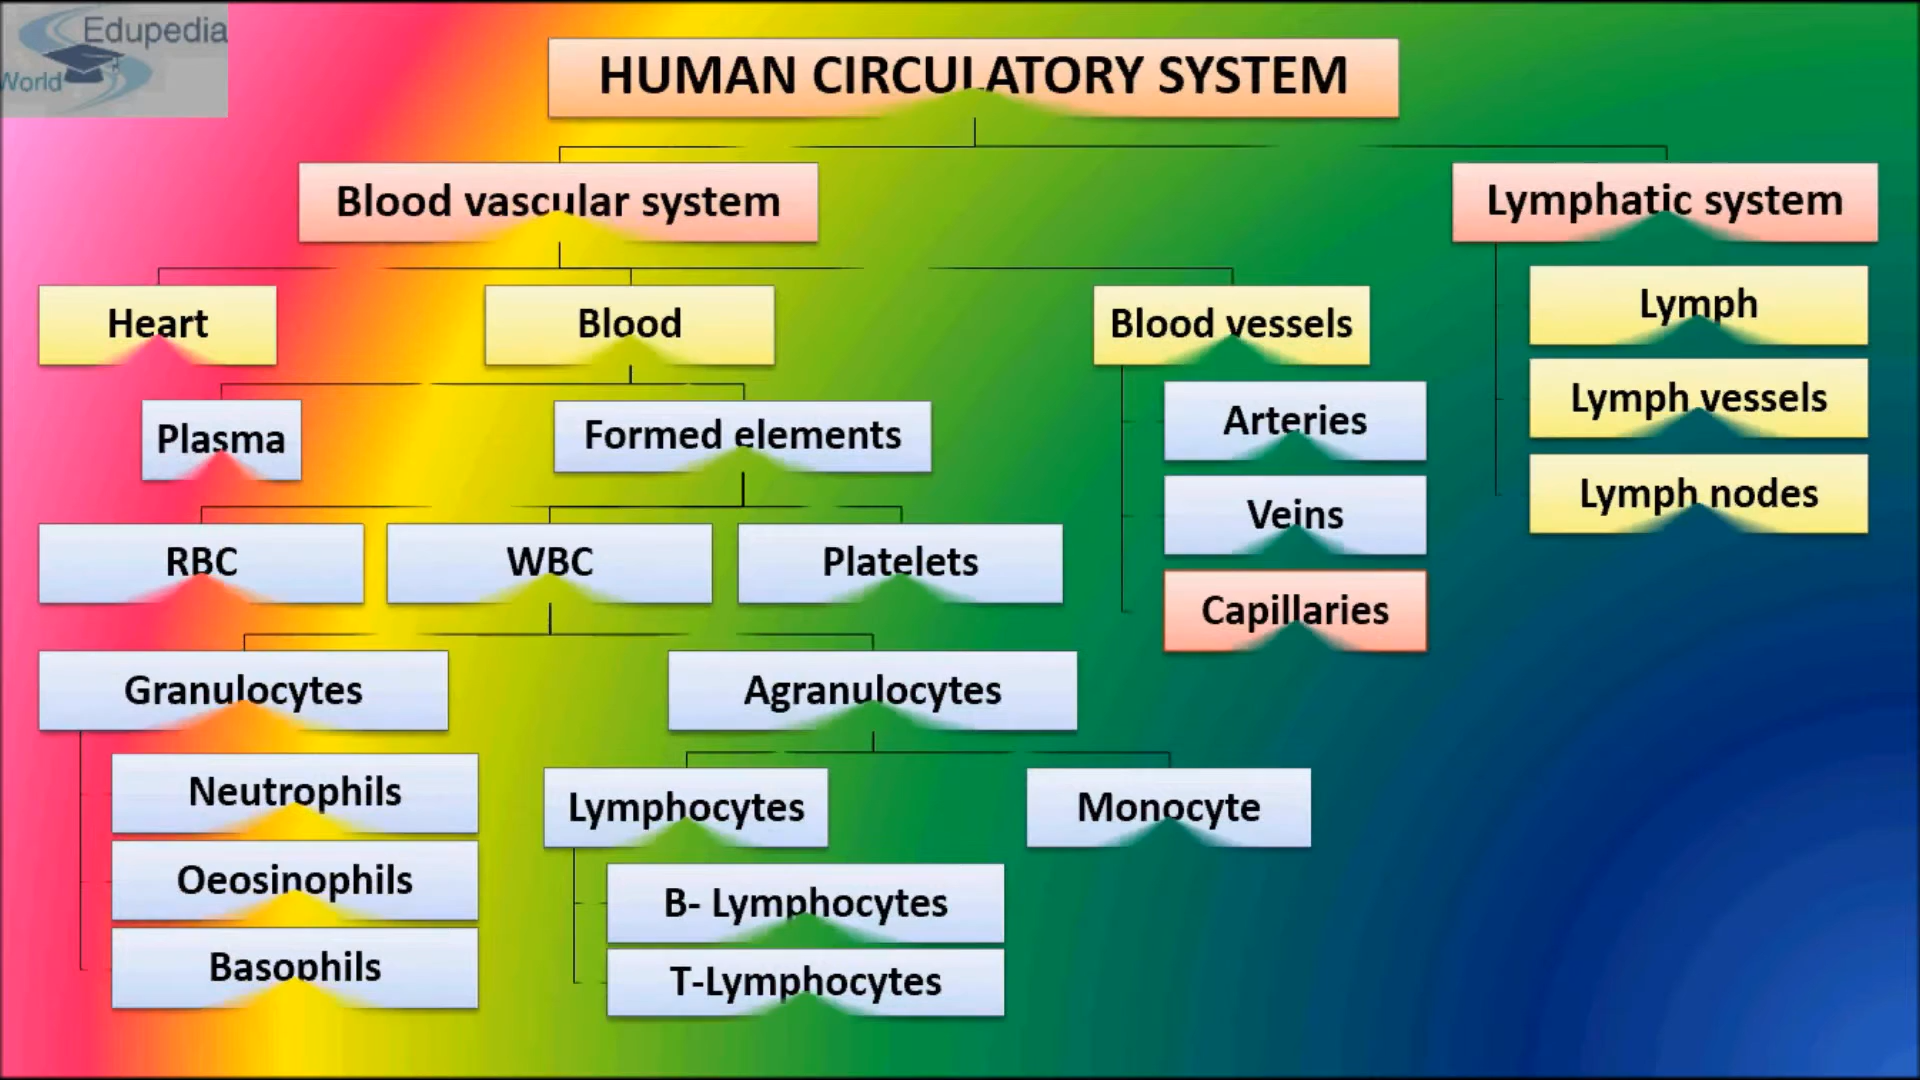 Edupedia
World
HUMAN CIRCULATORY SYSTEM
Blood vascular system
Lymphatic system
Heart
Blood
Blood vessels
Lymph
Plasma
Formed elements
Arteries
Lymph vessels
Veins
Lymph nodes
RBC
WBC
Platelets
Capillaries
Granulocytes
Agranulocytes
Neutrophils
Lymphocytes
Monocyte
Oeosinophils
B- Lymphocytes
Basophils
T-Lymphocytes